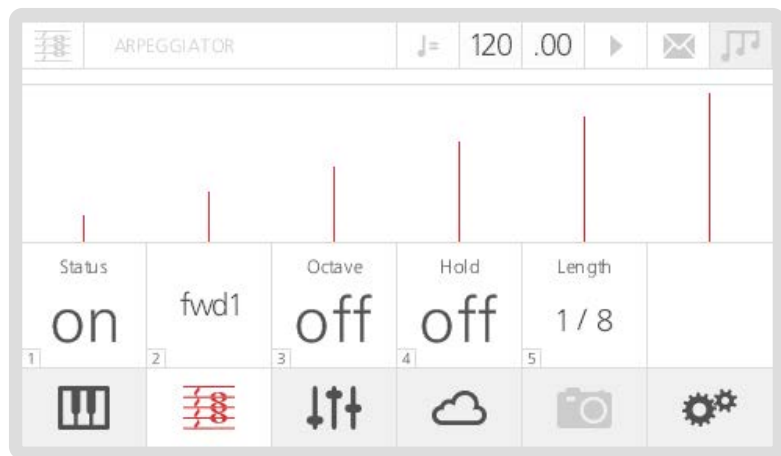 ARPEGGIATOR = 120 .00
Status Octave Hold Length
on fwd1 off off 1 / 8
1 2 3 4 5